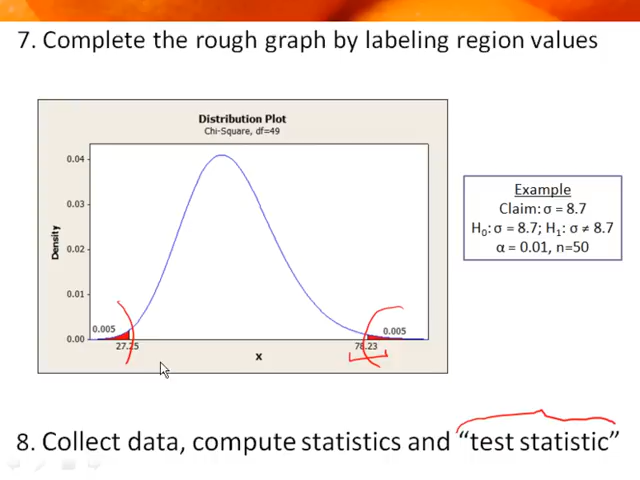 7. Complete the rough graph by labeling region values
Distribution Plot
Chi-Square, df=49
0.04
0.03
0.02
0.01
0.00
Density
0.005
0.005
27.25
78.23
X
Example
Claim: σ = 8.7
H0: σ = 8.7; H1: σ ≠ 8.7
α = 0.01, n=50
8. Collect data, compute statistics and “test statistic”